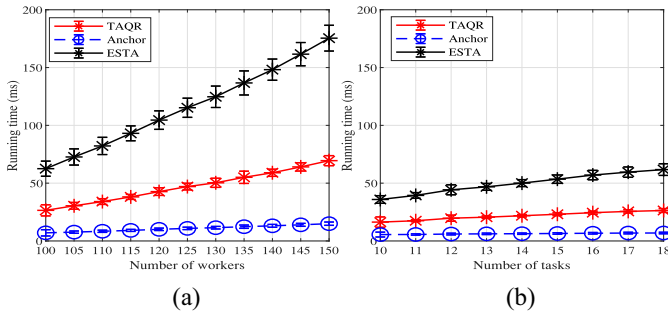 200
150
100
50
0
Running time (ms)
TAQR
Anchor
ESTA
100 105 110 115 120 125 130 135 140 145 150
Number of workers
(a)
200
150
100
50
0
Running time (ms)
TAQR
Anchor
ESTA
10 11 12 13 14 15 16 17 18
Number of tasks
(b)